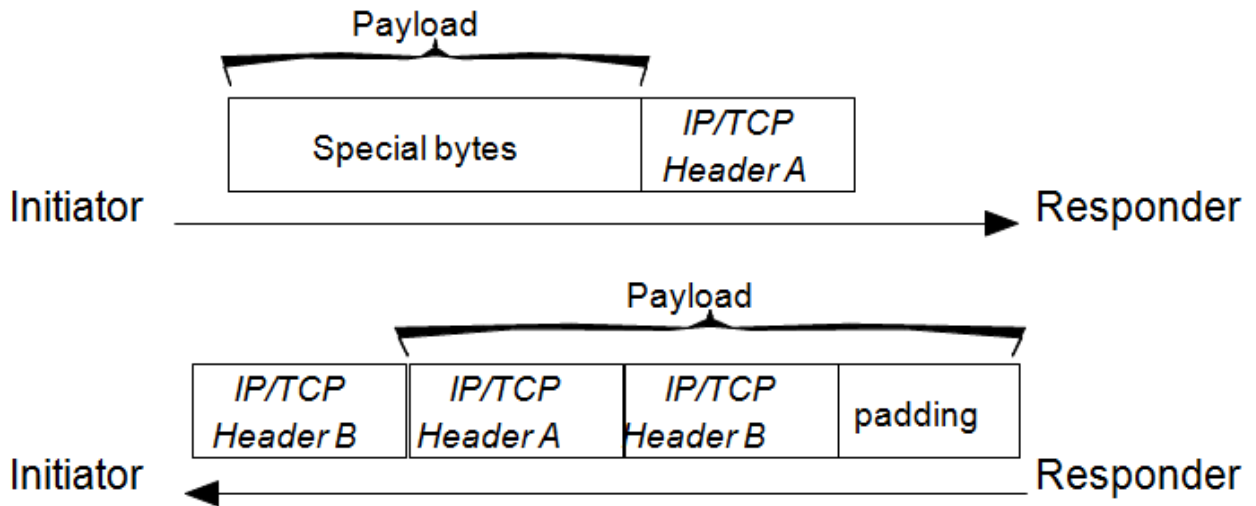 Payload
Special bytes
IP/TCP
Header A
Initiator
Responder
Payload
IP/TCP
Header B
IP/TCP
Header A
IP/TCP
Header B
padding
Initiator
Responder